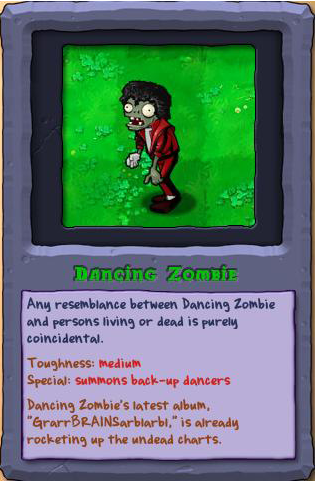 Dancing Zombie
Any resemblance between Dancing Zombie
and persons living or dead is purely
coincidental.
Toughness: medium
Special: summons back-up dancers
Dancing Zombie's latest album,
"GrarrBRAINSarblarbl," is already
rocketing up the undead charts.